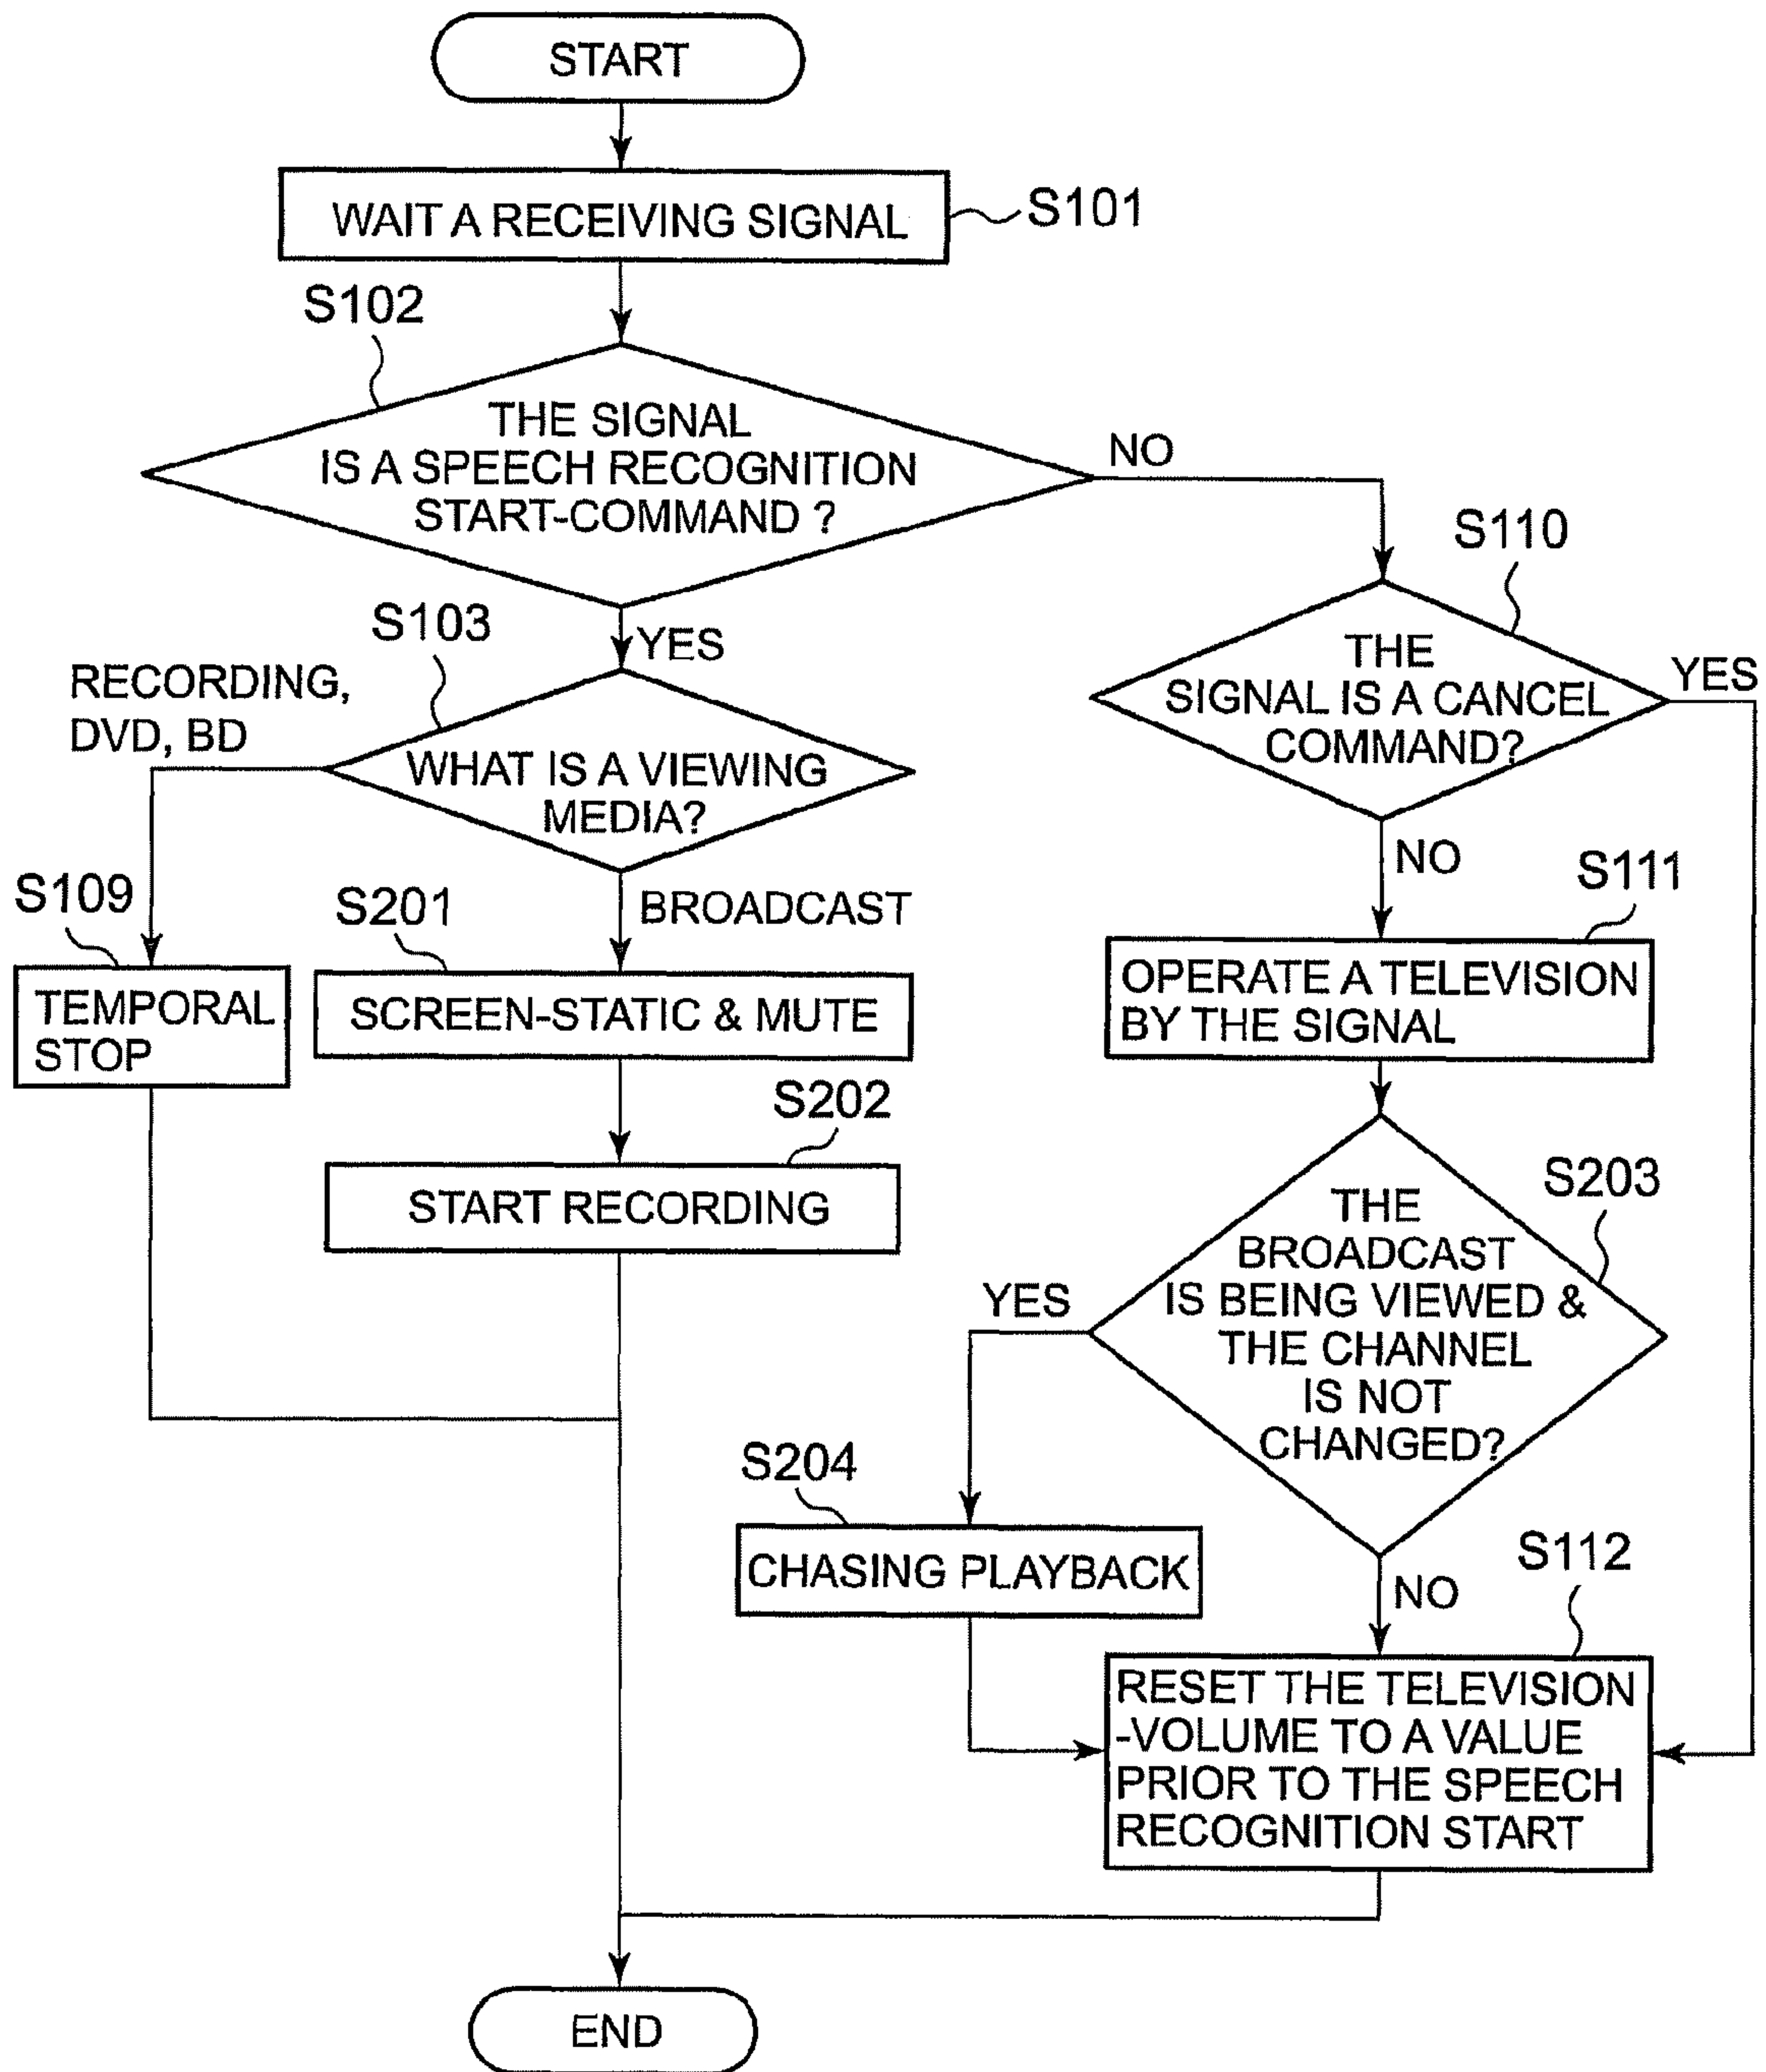 START
WAIT A RECEIVING SIGNAL
S101
S102
THE SIGNAL
IS A SPEECH RECOGNITION
START-COMMAND ?
NO
YES
S103
RECORDING,
DVD, BD
WHAT IS A VIEWING
MEDIA?
S110
THE
SIGNAL IS A CANCEL
COMMAND?
YES
NO
S109
TEMPORAL
STOP
S201
BROADCAST
SCREEN-STATIC & MUTE
S202
START RECORDING
S111
OPERATE A TELEVISION
BY THE SIGNAL
S203
THE
BROADCAST
IS BEING VIEWED &
THE CHANNEL
IS NOT
CHANGED?
YES
S204
CHASING PLAYBACK
NO
S112
RESET THE TELEVISION
-VOLUME TO A VALUE
PRIOR TO THE SPEECH
RECOGNITION START
END